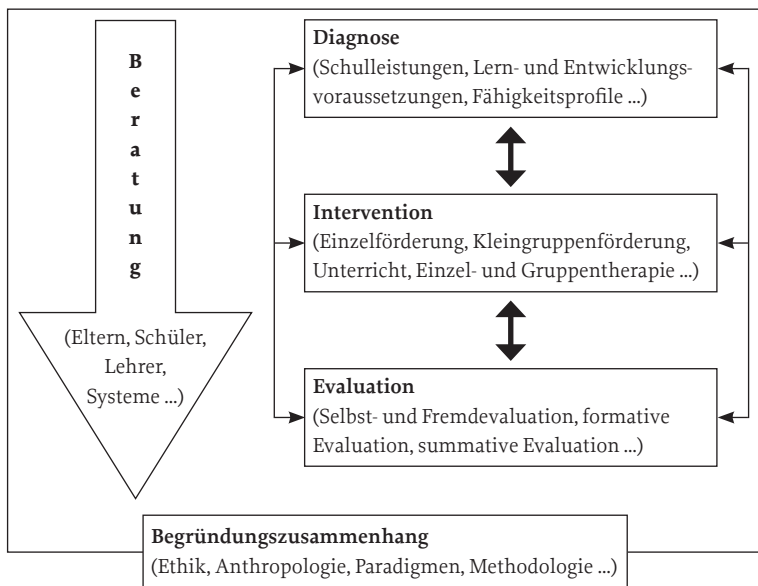 Beratung
(Eltern, Schüler,
Lehrer,
Systeme ...)
Diagnose
(Schulleistungen, Lern- und Entwicklungs-
voraussetzungen, Fähigkeitsprofile ...)
Intervention
(Einzelförderung, Kleingruppenförderung,
Unterricht, Einzel- und Gruppentherapie ...)
Evaluation
(Selbst- und Fremdevaluation, formative
Evaluation, summative Evaluation ...)
Begründungszusammenhang
(Ethik, Anthropologie, Paradigmen, Methodologie ...)